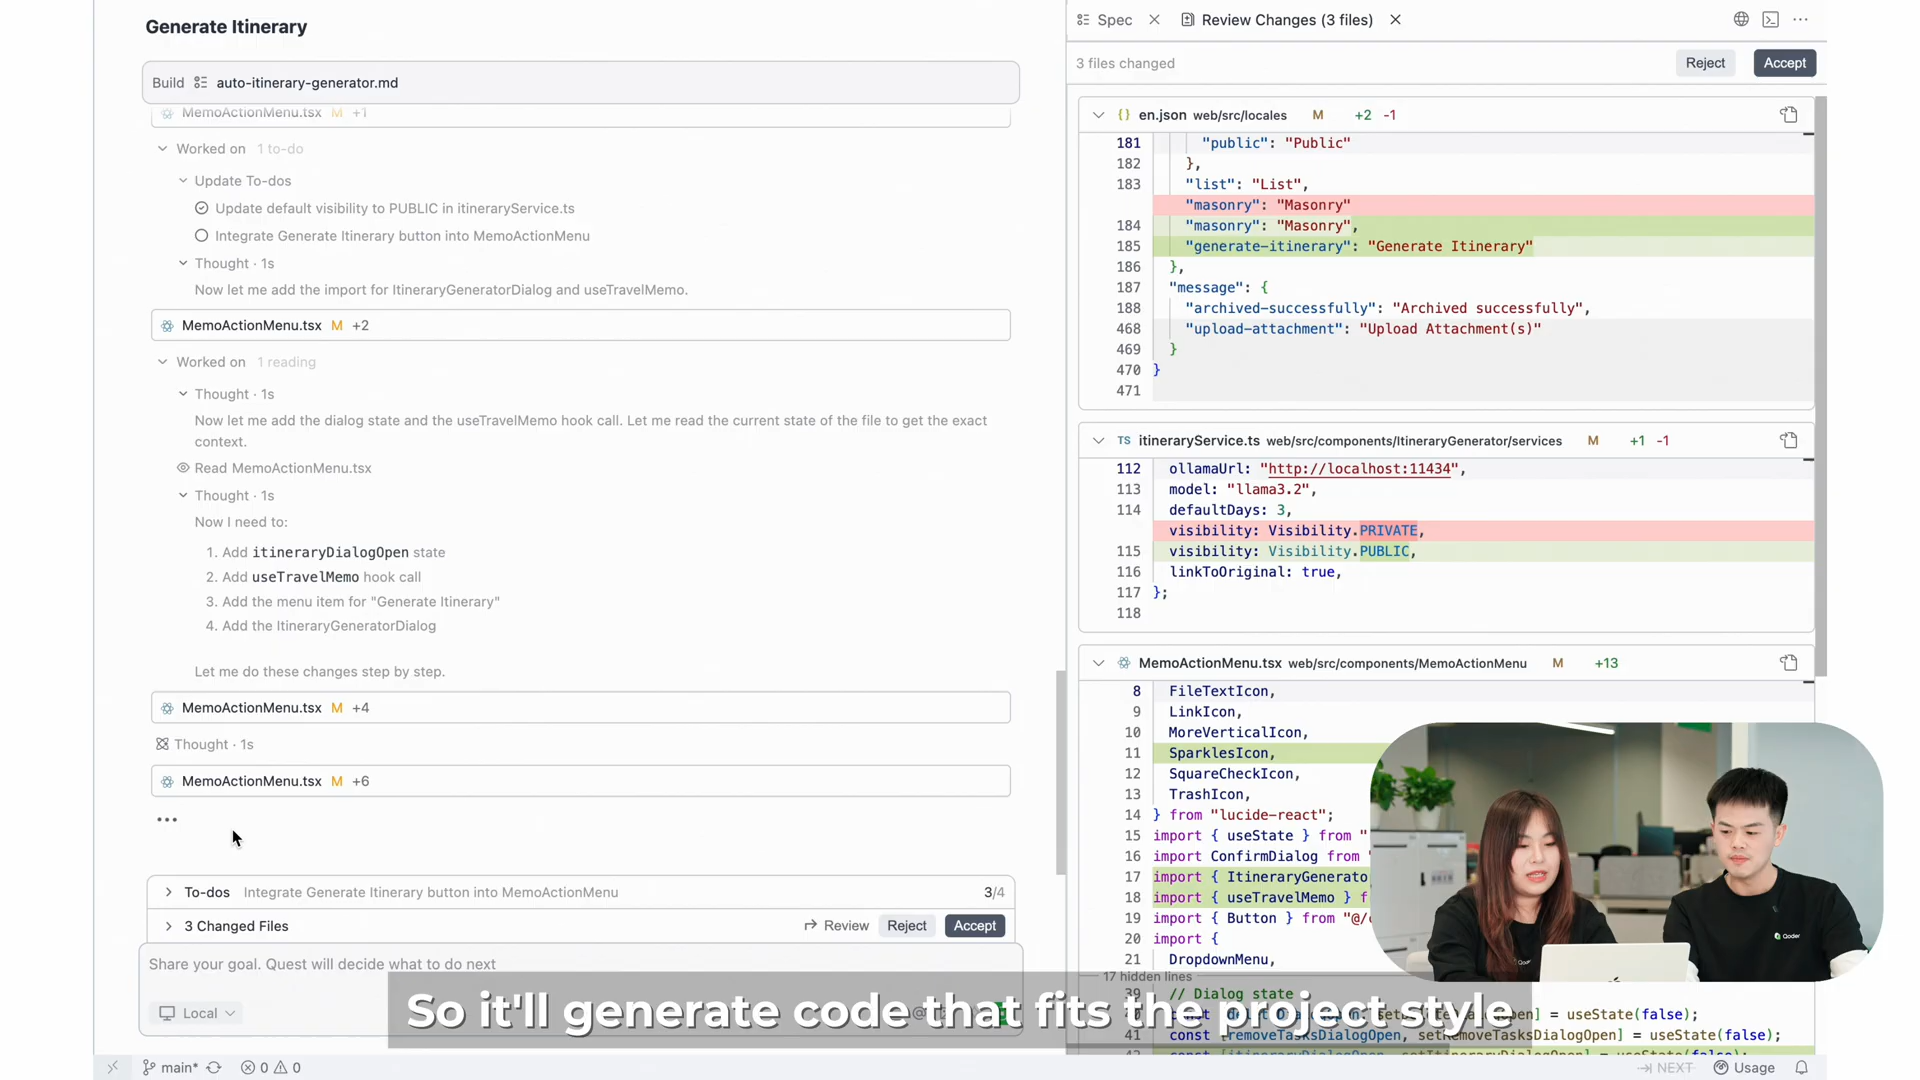 Generate Itinerary
Build auto-itinerary-generator.md
MemoActionMenu.tsx M +1
Worked on 1 to-do
Update To-dos
Update default visibility to PUBLIC in itineraryService.ts
Integrate Generate Itinerary button into MemoActionMenu
Thought · 1s
Now let me add the import for ItineraryGeneratorDialog and useTravelMemo.
MemoActionMenu.tsx M +2
Worked on 1 reading
Thought · 1s
Now let me add the dialog state and the useTravelMemo hook call. Let me read the current state of the file to get the exact
context.
Read MemoActionMenu.tsx
Thought · 1s
Now I need to:
1. Add itineraryDialogOpen state
2. Add useTravelMemo hook call
3. Add the menu item for "Generate Itinerary"
4. Add the ItineraryGeneratorDialog
Let me do these changes step by step.
MemoActionMenu.tsx M +4
Thought · 1s
MemoActionMenu.tsx M +6
To-dos Integrate Generate Itinerary button into MemoActionMenu 3/4
3 Changed Files Review Reject Accept
Share your goal. Quest will decide what to do next
Local
Spec Review Changes (3 files)
3 files changed Reject Accept
{} en.json web/src/locales M +2 -1
181 "public": "Public"
182 },
183 "list": "List",
"masonry": "Masonry"
184 "masonry": "Masonry",
185 "generate-itinerary": "Generate Itinerary"
186 },
187 "message": {
188 "archived-successfully": "Archived successfully",
468 "upload-attachment": "Upload Attachment(s)"
469 }
470 }
471
TS itineraryService.ts web/src/components/ItineraryGenerator/services M +1 -1
112 ollamaUrl: "http://localhost:11434",
113 model: "llama3.2",
114 defaultDays: 3,
visibility: Visibility.PRIVATE,
115 visibility: Visibility.PUBLIC,
116 linkToOriginal: true,
117 };
118
MemoActionMenu.tsx web/src/components/MemoActionMenu M +13
8 FileTextIcon,
9 LinkIcon,
10 MoreVerticalIcon,
11 SparklesIcon,
12 SquareCheckIcon,
13 TrashIcon,
14 } from "lucide-react";
15 import { useState } from "
16 import ConfirmDialog from "
17 import { ItineraryGenerato
18 import { useTravelMemo } f
19 import { Button } from "@/
20 import {
21 DropdownMenu,
17 hidden lines
39 // Dialog state
] = useState(false);
41 const [removeTasksDialogOpen, setRemoveTasksDialogOpen] = useState(false);
Qoder
So it'll generate code that fits the project style
main* 0 0
NEXT Usage